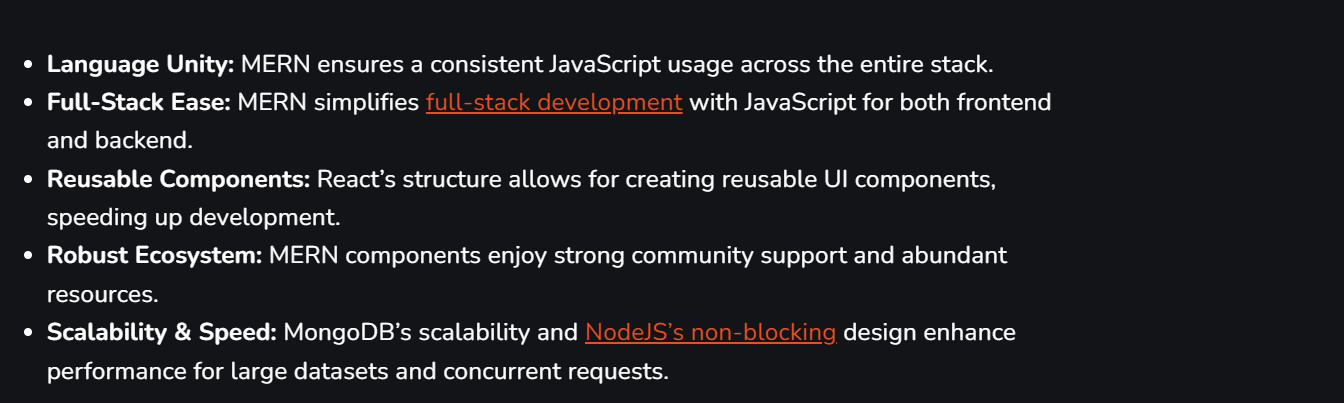 • Language Unity: MERN ensures a consistent JavaScript usage across the entire stack.
• Full-Stack Ease: MERN simplifies full-stack development with JavaScript for both frontend
and backend.
• Reusable Components: React’s structure allows for creating reusable UI components,
speeding up development.
• Robust Ecosystem: MERN components enjoy strong community support and abundant
resources.
• Scalability & Speed: MongoDB’s scalability and NodeJS’s non-blocking design enhance
performance for large datasets and concurrent requests.